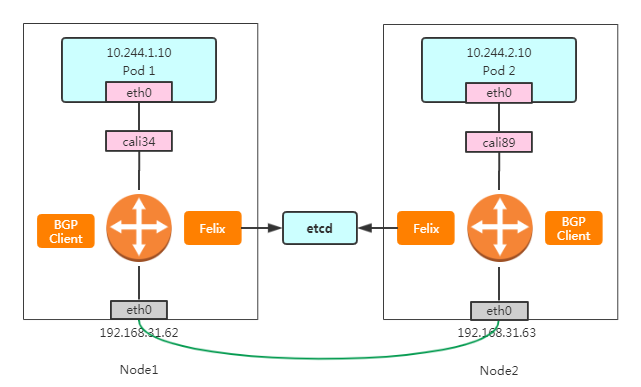 10.244.1.10
Pod 1
eth0
cali34
BGP
Client
Felix
eth0
192.168.31.62
Node1
etcd
10.244.2.10
Pod 2
eth0
cali89
Felix
BGP
Client
eth0
192.168.31.63
Node2